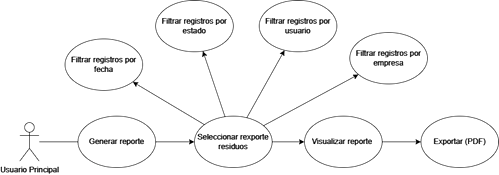 Filtrar registros por
estado
Filtrar registros por
usuario
Filtrar registros por
fecha
Filtrar registros por
empresa
Generar reporte
Seleccionar rexporte
residuos
Visualizar reporte
Exportar (PDF)
Usuario Principal